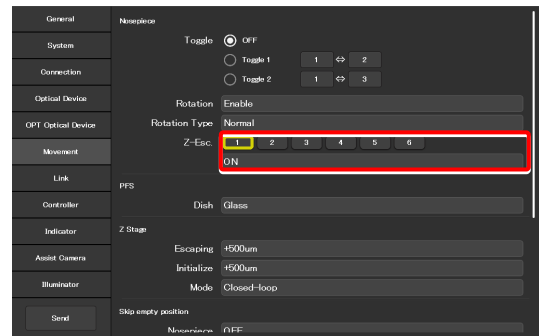 General
System
Connection
Optical Device
OPT Optical Device
Movement
Link
Controller
Indicator
Assist Camera
Illuminator
Send
Nosepiece
Toggle OFF
Toggle 1 1 ⇔ 2
Toggle 2 1 ⇔ 3
Rotation Enable
Rotation Type Normal
Z-Esc. 1 2 3 4 5 6
ON
PFS
Dish Glass
Z Stage
Escaping +500um
Initialize +500um
Mode Closed-loop
Skip empty position
Nosepiece OFF